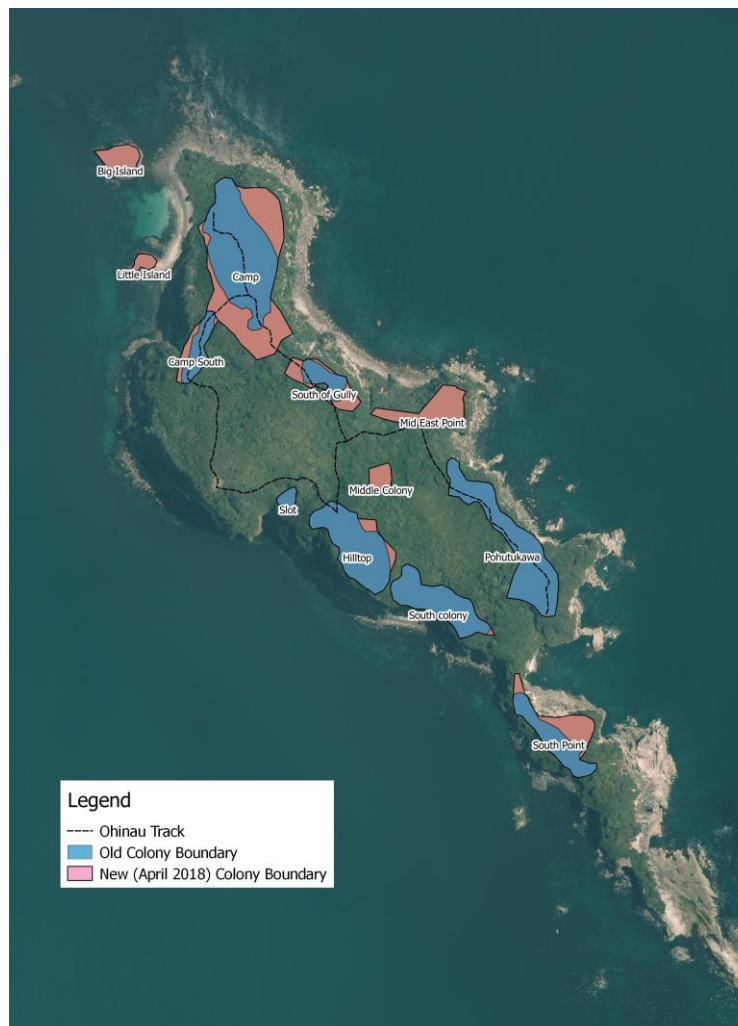 Big Island
Little Island
Camp
Camp South
South of Gully
Mid East Point
Middle Colony
Slot
Hilltop
Pohutukawa
South colony
South Point
Legend
Ohinau Track
Old Colony Boundary
New (April 2018) Colony Boundary